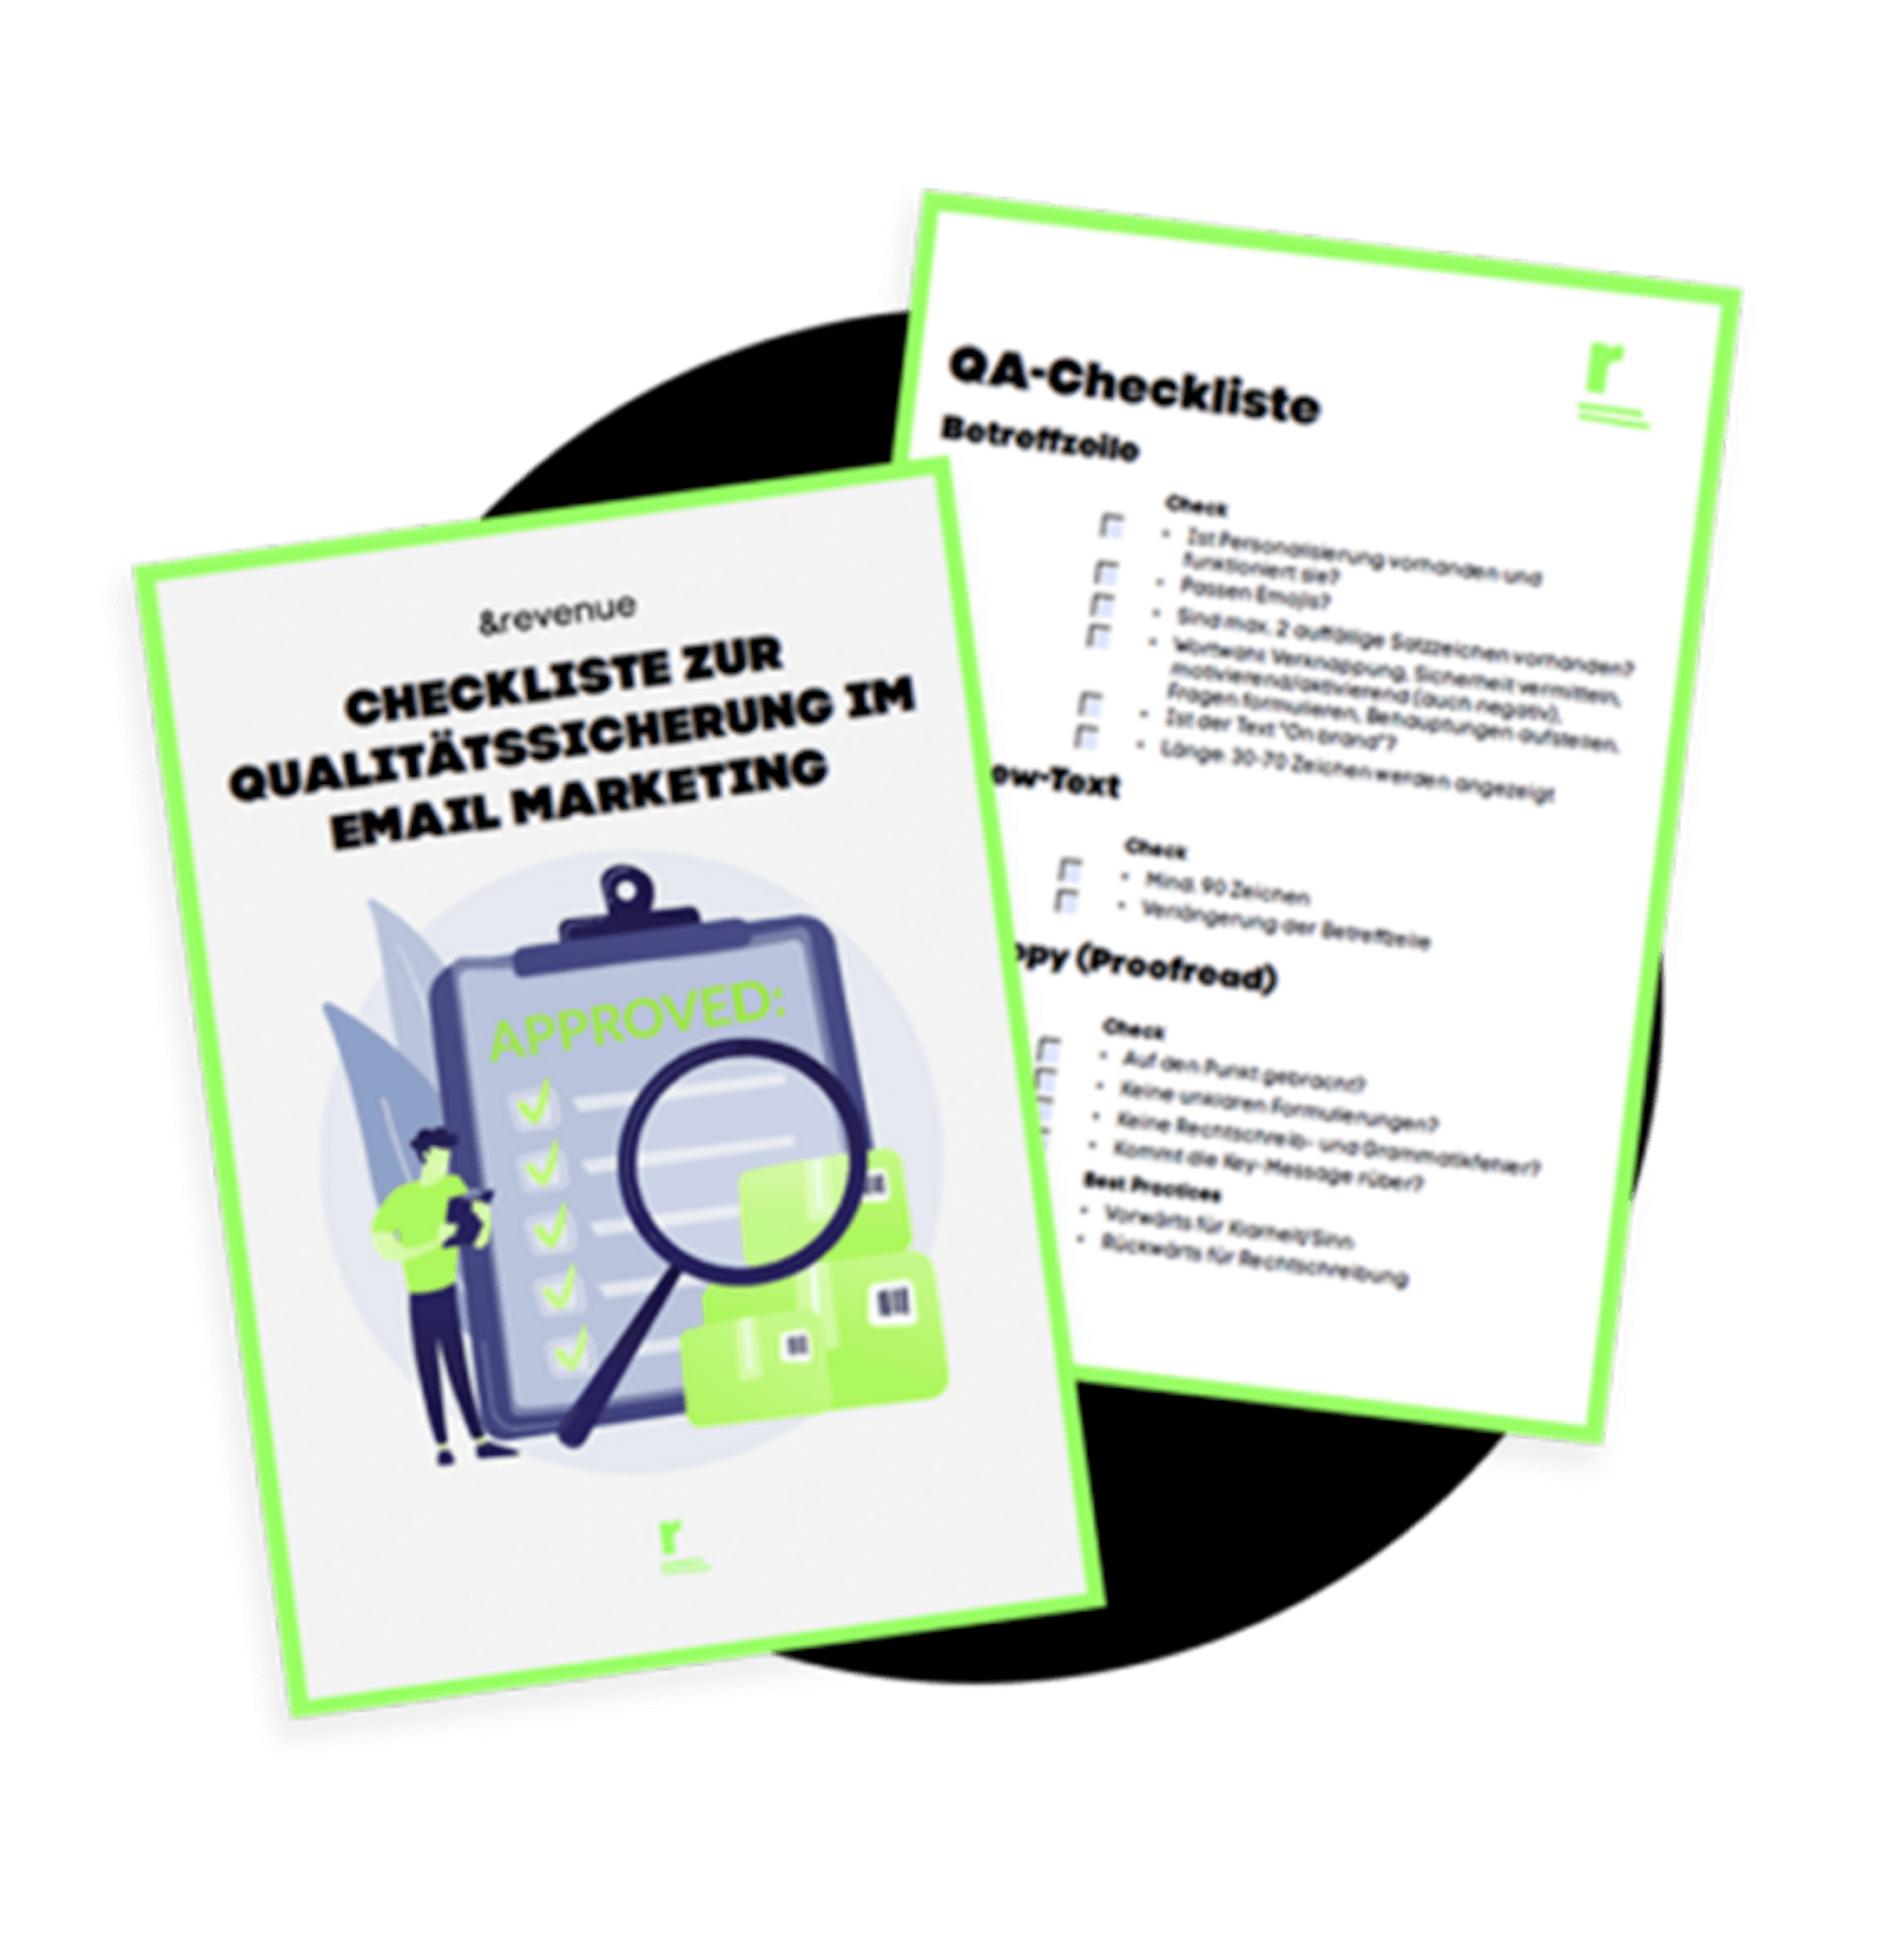 &revenue
CHECKLISTE ZUR
QUALITÄTSSICHERUNG IM
EMAIL MARKETING
APPROVED:
r
QA-Checkliste
r
Betreffzeile
Check
• Ist Personalisierung vorhanden und
funktioniert sie?
• Passen Emojis?
• Sind max. 2 auffällige Satzzeichen vorhanden?
• Wortwahl: Verknappung, Sicherheit vermitteln,
motivierend/aktivierend (auch negativ),
Fragen formulieren, Behauptungen aufstellen,
• Ist der Text "On brand"?
• Länge: 30-70 Zeichen werden angezeigt
ew-Text
Check
• Mind. 90 Zeichen
• Verlängerung der Betreffzeile
opy (Proofread)
Check
• Auf den Punkt gebracht?
• Keine unklaren Formulierungen?
• Keine Rechtschreib- und Grammatikfehler?
• Kommt die Key-Message rüber?
Best Practices
• Vorwärts für Klarheit/Sinn
• Rückwärts für Rechtschreibung